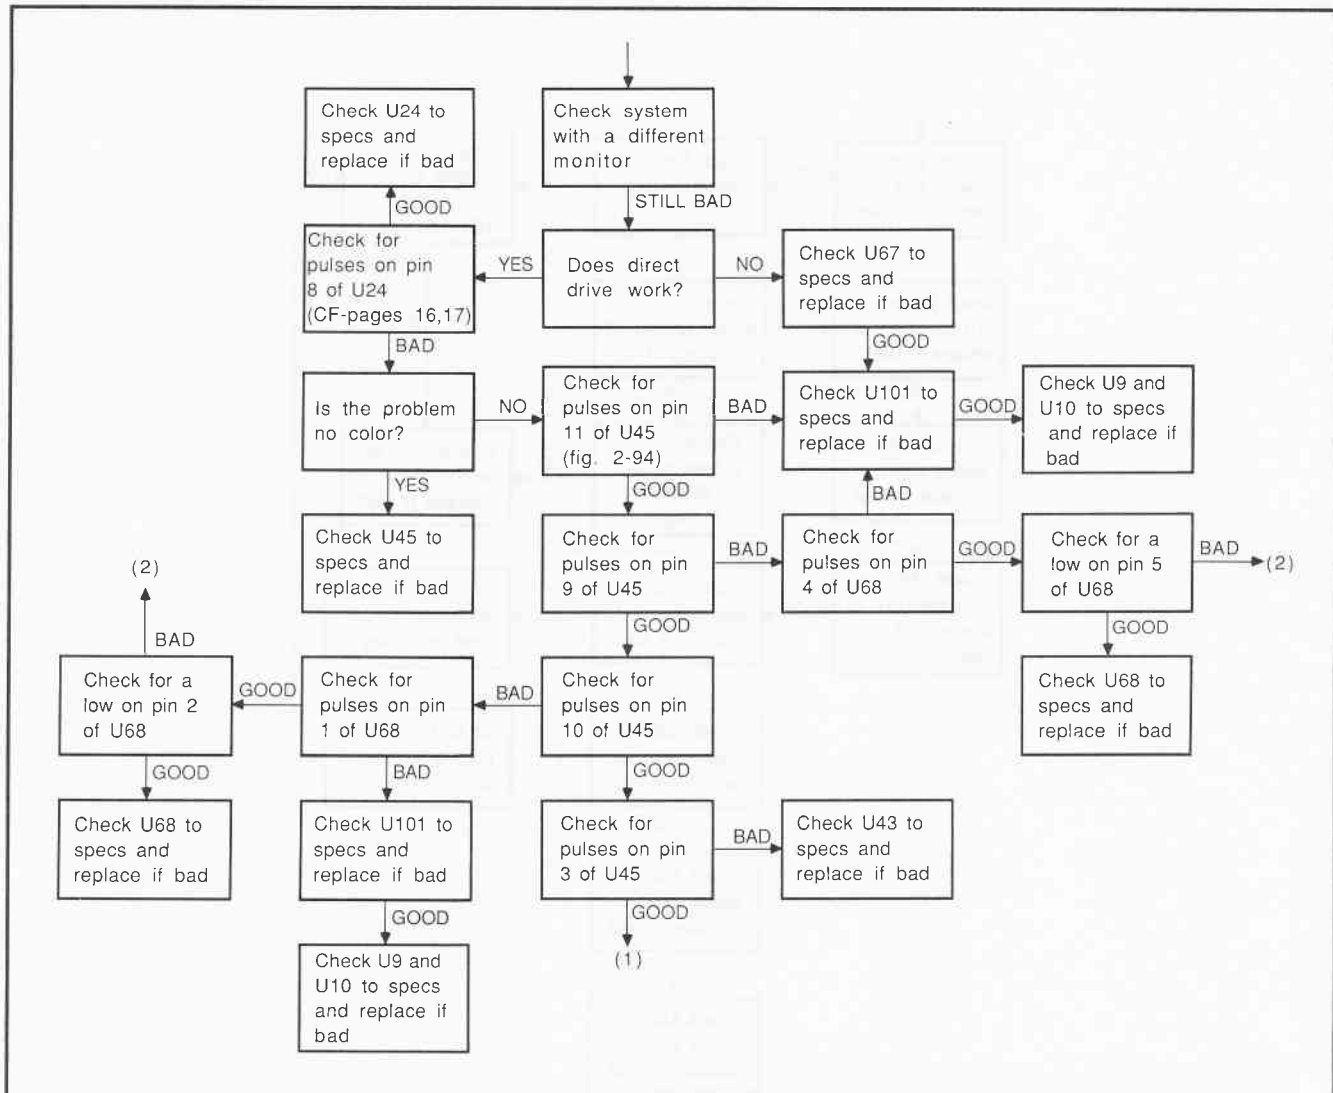 Check U24 to
specs and
replace if bad
Check system
with a different
monitor
GOOD
STILL BAD
Check for
pulses on pin
8 of U24
(CF-pages 16,17)
YES
Does direct
drive work?
NO
Check U67 to
specs and
replace if bad
BAD
GOOD
Is the problem
no color?
NO
Check for
pulses on pin
11 of U45
(fig. 2-94)
BAD
Check U101 to
specs and
replace if bad
GOOD
Check U9 and
U10 to specs
and replace if
bad
YES
GOOD
BAD
Check U45 to
specs and
replace if bad
Check for
pulses on pin
9 of U45
BAD
Check for
pulses on pin
4 of U68
GOOD
Check for a
low on pin 5
of U68
BAD
(2)
(2)
BAD
GOOD
GOOD
Check for a
low on pin 2
of U68
GOOD
Check for
pulses on pin
1 of U68
BAD
Check for
pulses on pin
10 of U45
Check U68 to
specs and
replace if bad
GOOD
BAD
GOOD
Check U68 to
specs and
replace if bad
Check U101 to
specs and
replace if bad
Check for
pulses on pin
3 of U45
BAD
Check U43 to
specs and
replace if bad
GOOD
GOOD
(1)
Check U9 and
U10 to specs
and replace if
bad